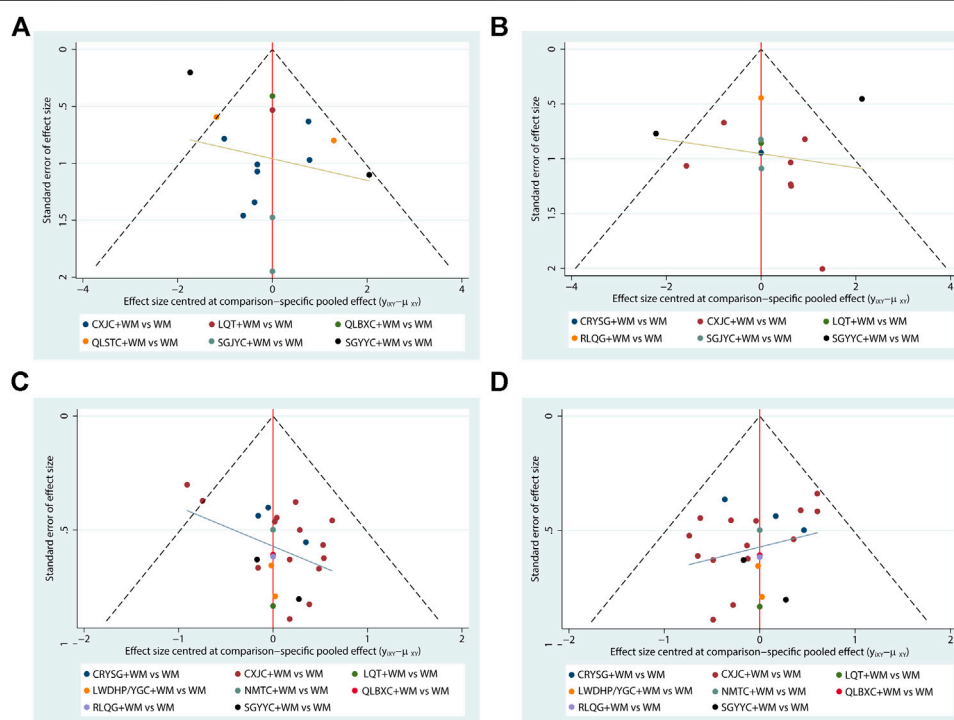 A
Standard error of effect size
0
.5
1
1.5
2
−4
−2
0
2
4
Effect size centred at comparison−specific pooled effect (yiXY−μ XY)
CXJC+WM vs WM
LQT+WM vs WM
QLBXC+WM vs WM
QLSTC+WM vs WM
SGJYC+WM vs WM
SGYYC+WM vs WM
B
Standard error of effect size
0
.5
1
1.5
2
−4
−2
0
2
4
Effect size centred at comparison−specific pooled effect (yiXY−μ XY)
CRYSG+WM vs WM
CXJC+WM vs WM
LQT+WM vs WM
RLQG+WM vs WM
SGJYC+WM vs WM
SGYYC+WM vs WM
C
Standard error of effect size
0
.5
1
−2
−1
0
1
2
Effect size centred at comparison−specific pooled effect (yiXY−μ XY)
CRYSG+WM vs WM
CXJC+WM vs WM
LQT+WM vs WM
LWDHP/YGC+WM vs WM
NMTC+WM vs WM
QLBXC+WM vs WM
RLQG+WM vs WM
SGYYC+WM vs WM
D
Standard error of effect size
0
.5
1
−2
−1
0
1
2
Effect size centred at comparison−specific pooled effect (yiXY−μ XY)
CRYSG+WM vs WM
CXJC+WM vs WM
LQT+WM vs WM
LWDHP/YGC+WM vs WM
NMTC+WM vs WM
QLBXC+WM vs WM
RLQG+WM vs WM
SGYYC+WM vs WM